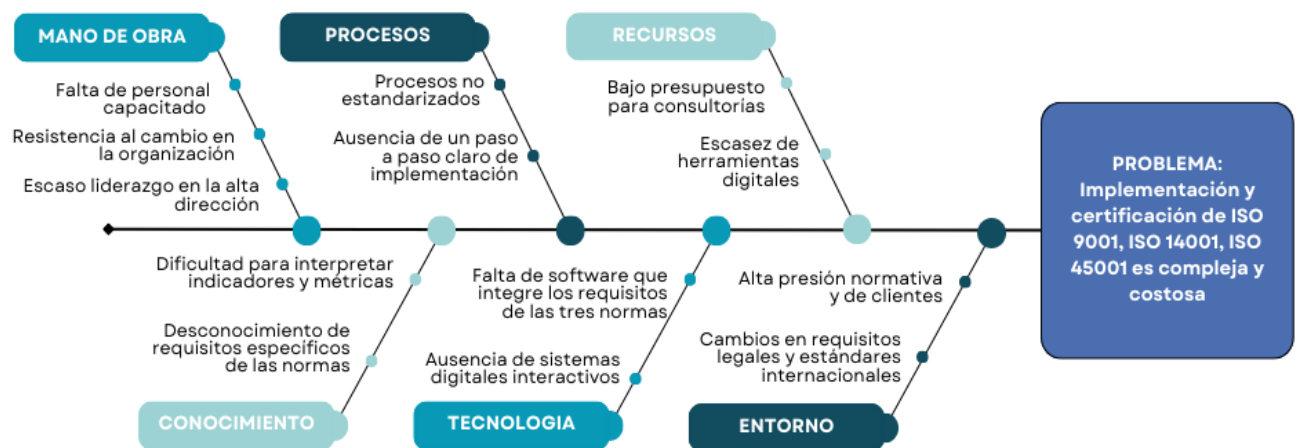 MANO DE OBRA
Falta de personal
capacitado
Resistencia al cambio en
la organización
Escaso liderazgo en la alta
dirección
PROCESOS
Procesos no
estandarizados
Ausencia de un paso
a paso claro de
implementación
RECURSOS
Bajo presupuesto
para consultorías
Escasez de
herramientas
digitales
PROBLEMA:
Implementación y
certificación de ISO
9001, ISO 14001, ISO
45001 es compleja y
costosa
Dificultad para interpretar
indicadores y métricas
Desconocimiento de
requisitos específicos
de las normas
CONOCIMIENTO
Falta de software que
integre los requisitos
de las tres normas
Ausencia de sistemas
digitales interactivos
TECNOLOGIA
Alta presión normativa
y de clientes
Cambios en requisitos
legales y estándares
internacionales
ENTORNO